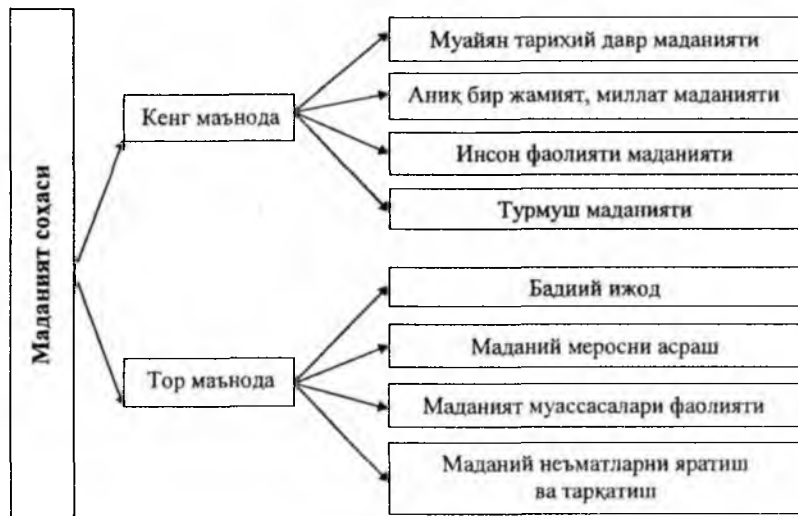 Маданият соҳаси
Кенг маънода
Муайян тарихий давр маданияти
Аниқ бир жамият, миллат маданияти
Инсон фаолияти маданияти
Турмуш маданияти
Тор маънода
Бадиий ижод
Маданий меросни асраш
Маданият муассасалари фаолияти
Маданий неъматларни яратиш
ва тарқатиш